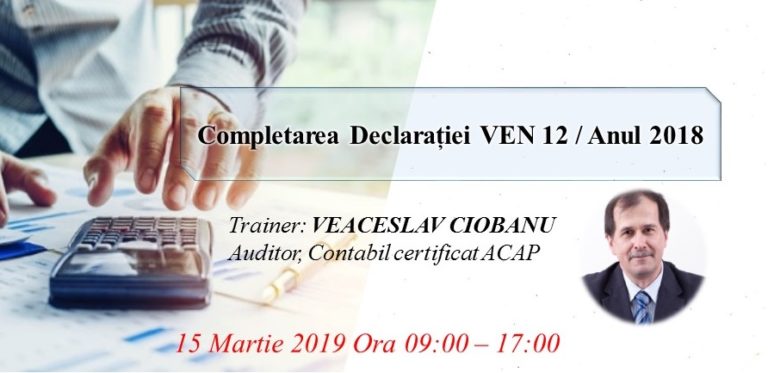 Completarea Declarației VEN 12 / Anul 2018
Trainer: VEACESLAV CIOBANU
Auditor, Contabil certificat ACAP
15 Martie 2019 Ora 09:00 – 17:00